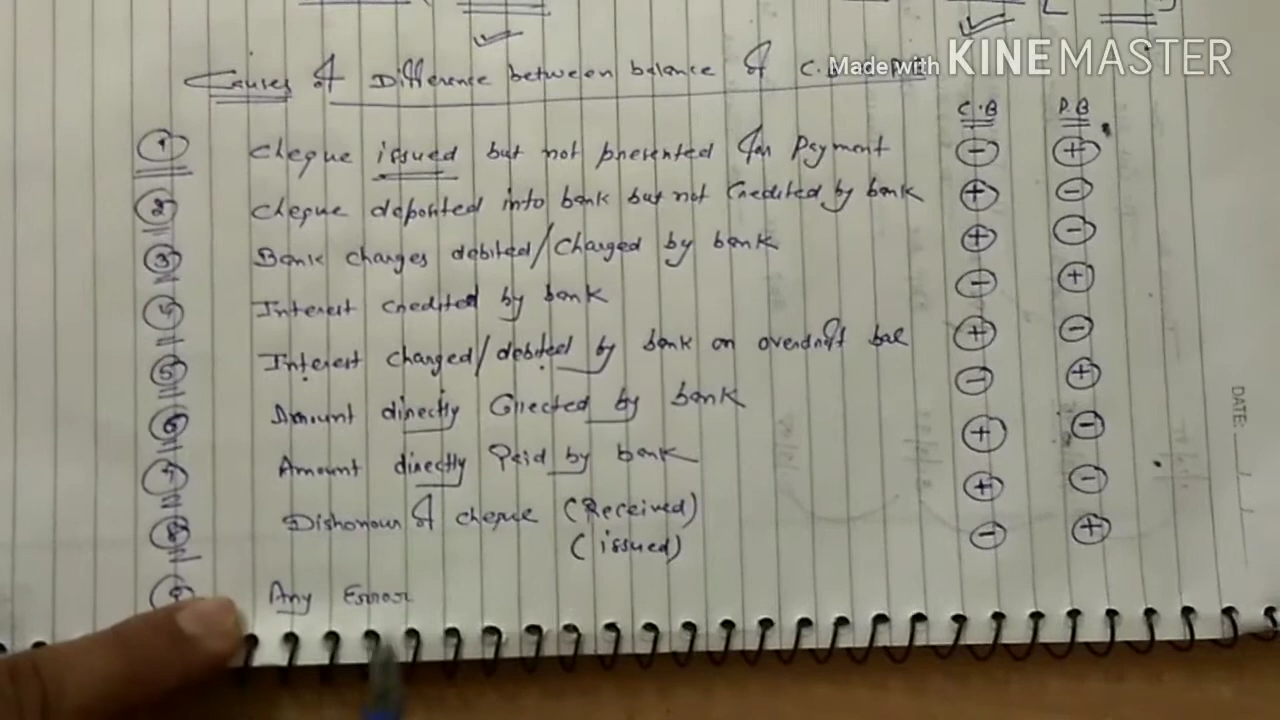 Made with KINEMASTER
Causes of Difference between balance of C.B
C.B P.B
1 Cheque issued but not presented for Payment - +
2 Cheque deposited into bank but not Credited by bank + -
3 Bank charges debited/charged by bank + -
Interest credited by bank - +
5 Interest charged/debited by bank on overdraft bal + -
6 Amount directly Collected by bank - +
7 Amount directly Paid by bank + -
8 Dishonour of cheque (Received) + -
(issued) - +
Any Error
DATE: